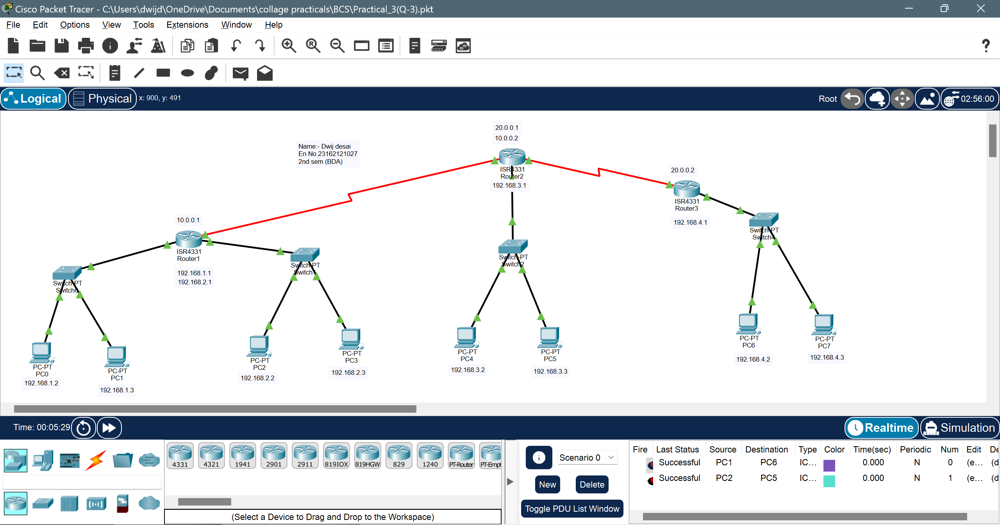 Cisco Packet Tracer - C:\Users\dwijd\OneDrive\Documents\collage practicals\BCS\Practical_3(Q-3).pkt
File Edit Options View Tools Extensions Window Help
Logical Physical x: 900, y: 491 Root 02:56:00
20.0.0.1
10.0.0.2
Name:- Dwij desai
En No.23162121027
2nd sem (BDA)
ISR4331
Router2
192.168.3.1
20.0.0.2
ISR4331
Router3
192.168.4.1
10.0.0.1
ISR4331
Router1
192.168.1.1
192.168.2.1
Switch-PT
Switch4
Switch-PT
Switch2
Switch-PT
Switch1
Switch-PT
Switch0
PC-PT
PC0
192.168.1.2
PC-PT
PC1
192.168.1.3
PC-PT
PC2
192.168.2.2
PC-PT
PC3
192.168.2.3
PC-PT
PC4
192.168.3.2
PC-PT
PC5
192.168.3.3
PC-PT
PC6
192.168.4.2
PC-PT
PC7
192.168.4.3
Time: 00:05:29 Realtime Simulation
4331 4321 1941 2901 2911 819IOX 819HGW 829 1240 PT-Router PT-Empt
(Select a Device to Drag and Drop to the Workspace)
Scenario 0
New Delete
Toggle PDU List Window
Fire Last Status Source Destination Type Color Time(sec) Periodic Num Edit De
Successful PC1 PC6 IC... 0.000 N 0 (e... (d
Successful PC2 PC5 IC... 0.000 N 1 (e... (d